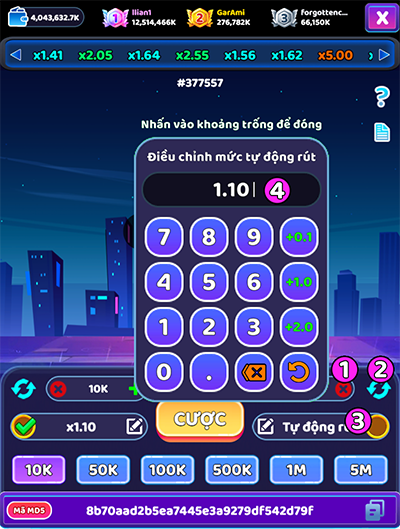 4,043,632.7K
1
Ilian1
12,514,466K
2
GarAmi
276,782K
3
forgottenc...
66,150K
X
x1.41 x2.05 x1.64 x2.55 x1.56 x1.62 x5.00
#377557
?
Nhấn vào khoảng trống để đóng
Điều chỉnh mức tự động rút
1.10 4
7 8 9 +0.1
4 5 6 +1.0
1 2 3 +2.0
0 .
1 2
10K
x1.10 CƯỢC Tự động 3
10K 50K 100K 500K 1M 5M
Mã MD5 8b70aad2b5ea7445e3a9279df542d79f